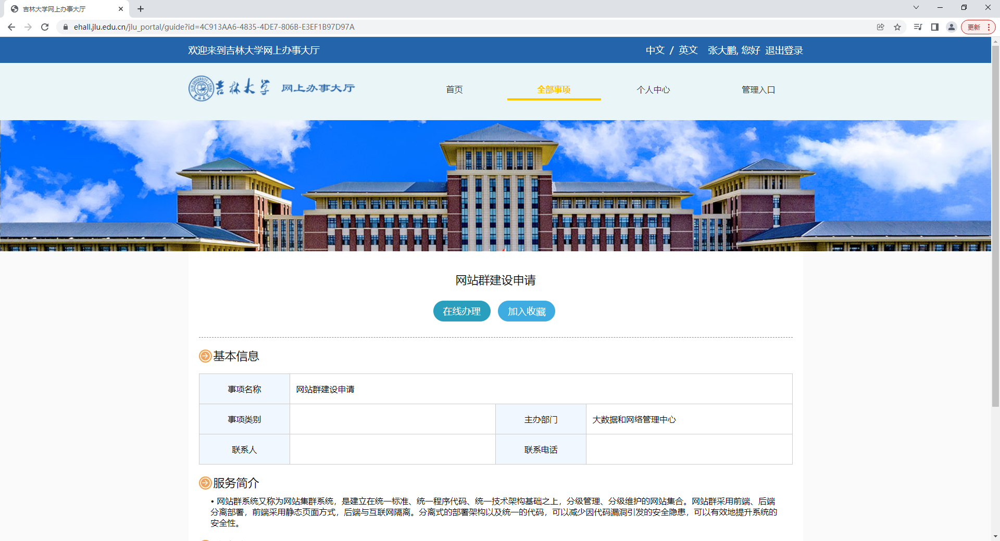 吉林大学网上办事大厅
ehall.jlu.edu.cn/jlu_portal/guide?id=4C913AA6-4835-4DE7-806B-E3EF1B97D97A
更新
欢迎来到吉林大学网上办事大厅
中文 / 英文 张大鹏, 您好 退出登录
吉林大学 网上办事大厅
首页 全部事项 个人中心 管理入口
网站群建设申请
在线办理 加入收藏
基本信息
事项名称 网站群建设申请
事项类别 主办部门 大数据和网络管理中心
联系人 联系电话
服务简介
• 网站群系统又称为网站集群系统，是建立在统一标准、统一程序代码、统一技术架构基础之上，分级管理、分级维护的网站集合。网站群采用前端、后端
分离部署，前端采用静态页面方式，后端与互联网隔离。分离式的部署架构以及统一的代码，可以减少因代码漏洞引发的安全隐患，可以有效地提升系统的
安全性。